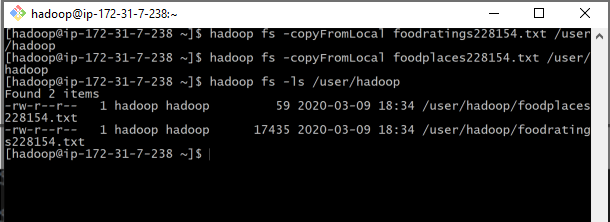 hadoop@ip-172-31-7-238:~
[hadoop@ip-172-31-7-238 ~]$ hadoop fs -copyFromLocal foodratings228154.txt /user
/hadoop
[hadoop@ip-172-31-7-238 ~]$ hadoop fs -copyFromLocal foodplaces228154.txt /user/
hadoop
[hadoop@ip-172-31-7-238 ~]$ hadoop fs -ls /user/hadoop
Found 2 items
-rw-r--r--   1 hadoop hadoop         59 2020-03-09 18:34 /user/hadoop/foodplaces
228154.txt
-rw-r--r--   1 hadoop hadoop      17435 2020-03-09 18:34 /user/hadoop/foodrating
s228154.txt
[hadoop@ip-172-31-7-238 ~]$